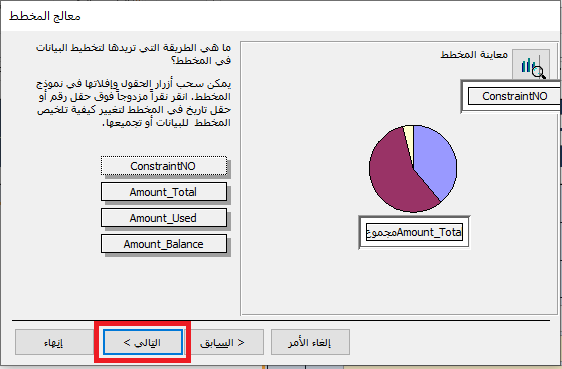 معالج المخطط
ما هي الطريقة التي تريدها لتخطيط البيانات
في المخطط؟
يمكن سحب أزرار الحقول وإفلاتها في نموذج
المخطط. انقر نقراً مزدوجاً فوق حقل رقم أو
حقل تاريخ في المخطط لتغيير كيفية تلخيص
المخطط للبيانات أو تجميعها.
ConstraintNO
Amount_Total
Amount_Used
Amount_Balance
معاينة المخطط
ConstraintNO
مجموعAmount_Total
إلغاء الأمر
< السابق
التالي >
إنهاء